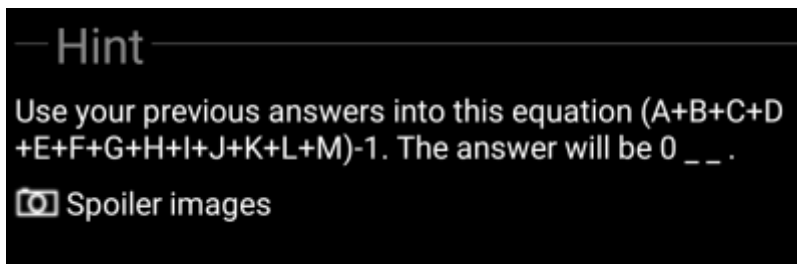 Hint
Use your previous answers into this equation (A+B+C+D
+E+F+G+H+I+J+K+L+M)-1. The answer will be 0 _ _ .
Spoiler images